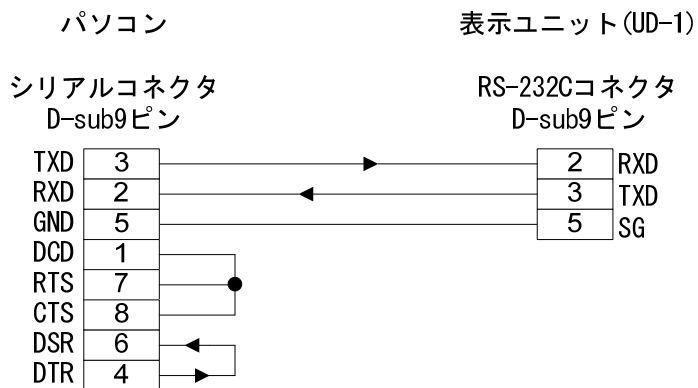 パソコン 表示ユニット(UD-1)
シリアルコネクタ RS-232Cコネクタ
D-sub9ピン D-sub9ピン
TXD 3 2 RXD
RXD 2 3 TXD
GND 5 5 SG
DCD 1
RTS 7
CTS 8
DSR 6
DTR 4